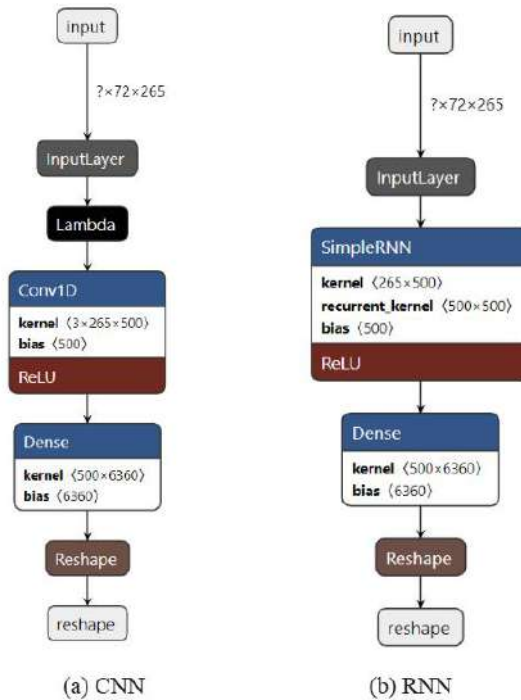 input
?×72×265
InputLayer
Lambda
Conv1D
kernel ⟨3×265×500⟩
bias ⟨500⟩
ReLU
Dense
kernel ⟨500×6360⟩
bias ⟨6360⟩
Reshape
reshape
(a) CNN
input
?×72×265
InputLayer
SimpleRNN
kernel ⟨265×500⟩
recurrent_kernel ⟨500×500⟩
bias ⟨500⟩
ReLU
Dense
kernel ⟨500×6360⟩
bias ⟨6360⟩
Reshape
reshape
(b) RNN